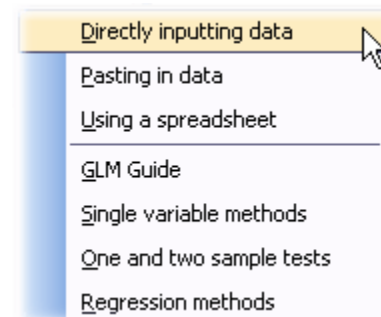 Directly inputting data
Pasting in data
Using a spreadsheet
GLM Guide
Single variable methods
One and two sample tests
Regression methods